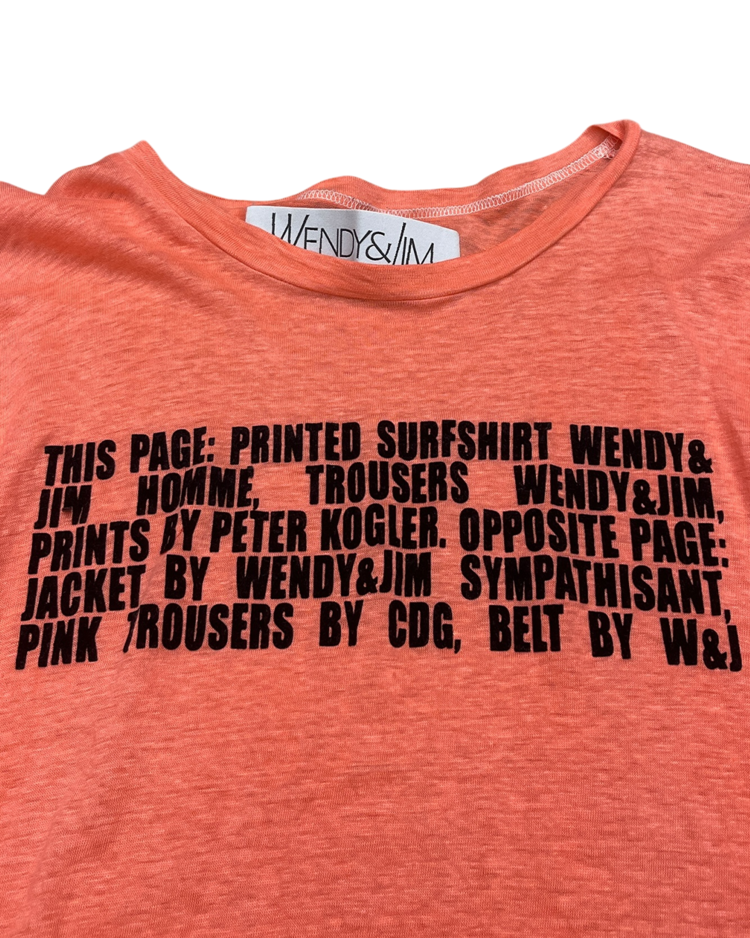 WENDY&JIM
THIS PAGE: PRINTED SURFSHIRT WENDY&
JIM HOMME, TROUSERS WENDY&JIM,
PRINTS BY PETER KOGLER. OPPOSITE PAGE:
JACKET BY WENDY&JIM SYMPATHISANT,
PINK TROUSERS BY CDG, BELT BY W&J